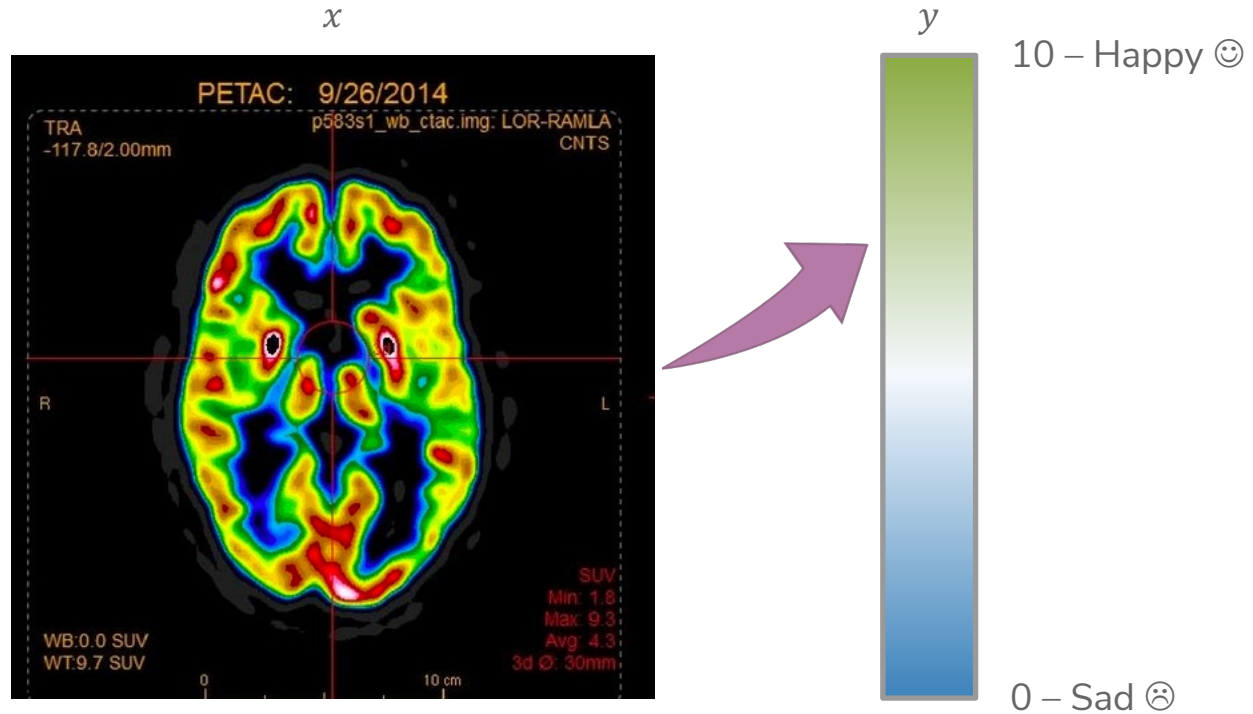 x
y
10 – Happy ☺
PETAC: 9/26/2014
TRA
-117.8/2.00mm
p583s1_wb_ctac.img: LOR-RAMLA
CNTS
R
L
SUV
Min: 1.8
Max: 9.3
Avg: 4.3
3d Ø: 30mm
WB:0.0 SUV
WT:9.7 SUV
0
10 cm
0 – Sad ☹